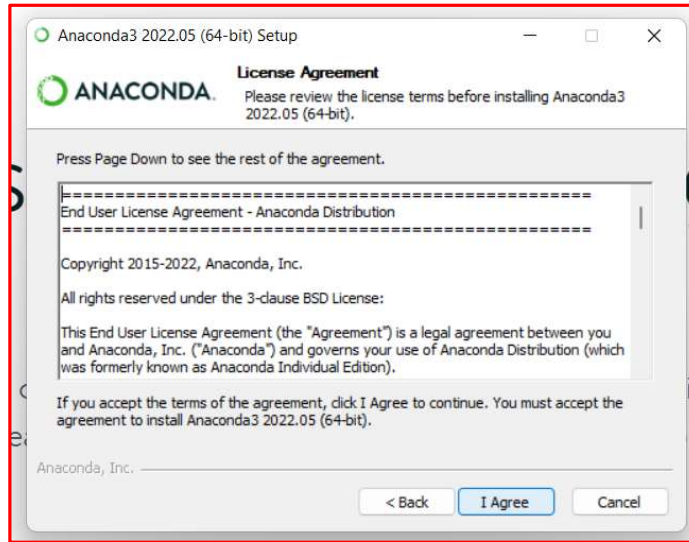 Anaconda3 2022.05 (64-bit) Setup
ANACONDA.
License Agreement
Please review the license terms before installing Anaconda3
2022.05 (64-bit).
Press Page Down to see the rest of the agreement.
===================================================
End User License Agreement - Anaconda Distribution
===================================================
Copyright 2015-2022, Anaconda, Inc.
All rights reserved under the 3-clause BSD License:
This End User License Agreement (the "Agreement") is a legal agreement between you
and Anaconda, Inc. ("Anaconda") and governs your use of Anaconda Distribution (which
was formerly known as Anaconda Individual Edition).
If you accept the terms of the agreement, click I Agree to continue. You must accept the
agreement to install Anaconda3 2022.05 (64-bit).
Anaconda, Inc.
< Back
I Agree
Cancel